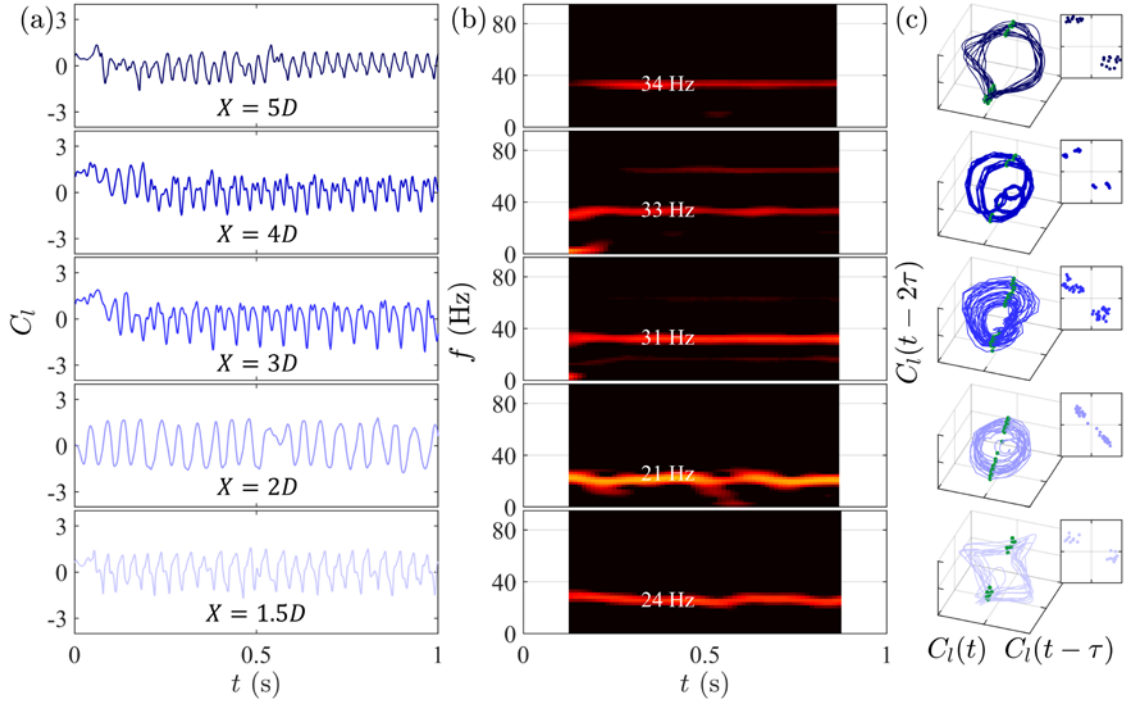 (a)
(b)
(c)
3
0
-3
X = 5D
3
0
-3
X = 4D
3
0
-3
X = 3D
3
0
-3
X = 2D
3
0
-3
X = 1.5D
C_l
0
0.5
1
t (s)
80
40
0
34 Hz
80
40
0
33 Hz
80
40
0
31 Hz
80
40
0
21 Hz
80
40
0
24 Hz
f (Hz)
0
0.5
1
t (s)
C_l(t − 2τ)
C_l(t)
C_l(t − τ)